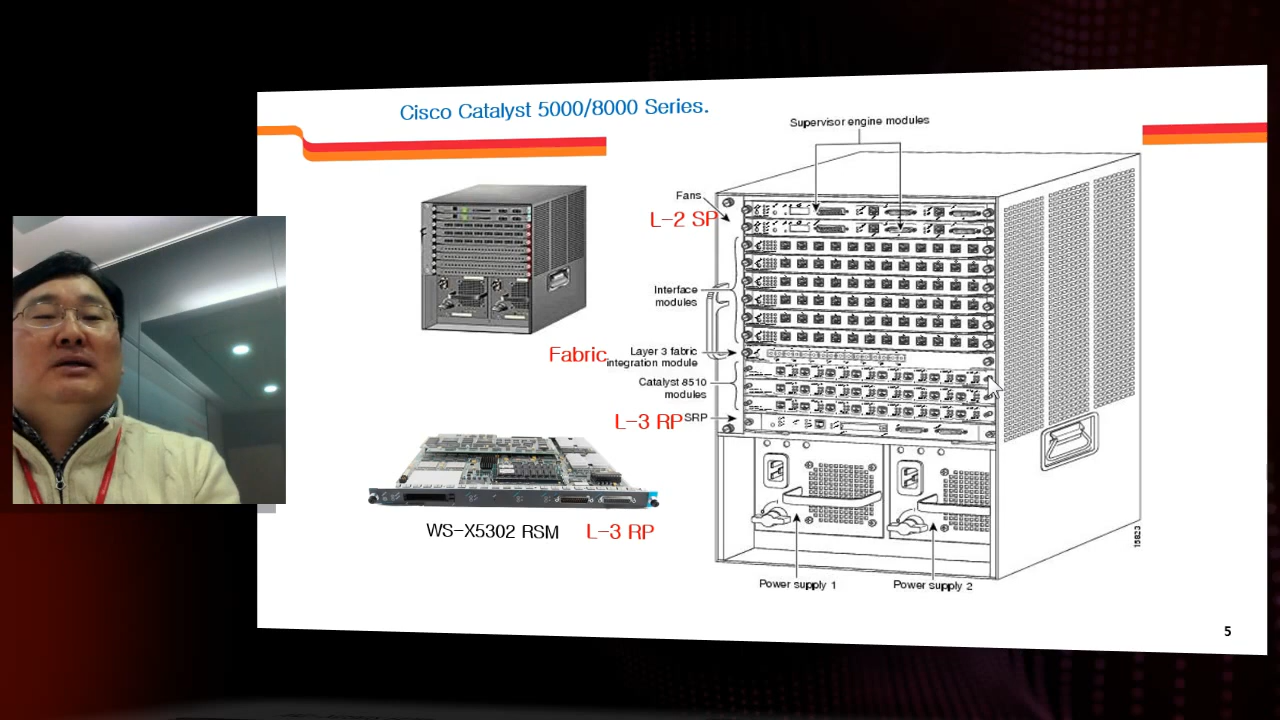 Cisco Catalyst 5000/8000 Series.
Supervisor engine modules
Fans
L-2 SP
Interface
modules
Fabric
Layer 3 fabric
integration module
Catalyst 8510
modules
L-3 RP
SRP
WS-X5302 RSM
L-3 RP
Power supply 1
Power supply 2
15823
5